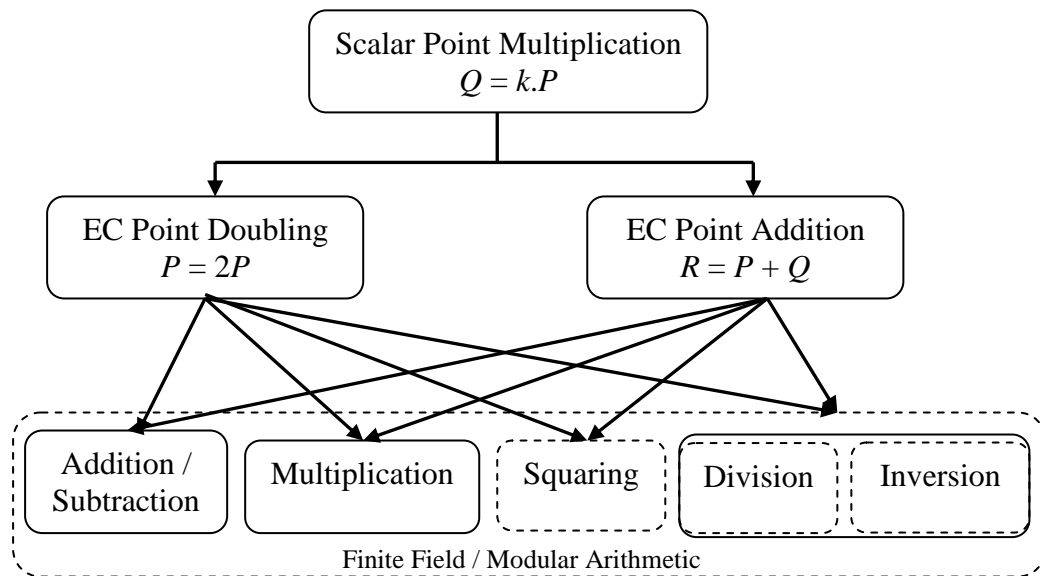 Scalar Point Multiplication
Q = k.P
EC Point Doubling
P = 2P
EC Point Addition
R = P + Q
Addition /
Subtraction
Multiplication
Squaring
Division
Inversion
Finite Field / Modular Arithmetic